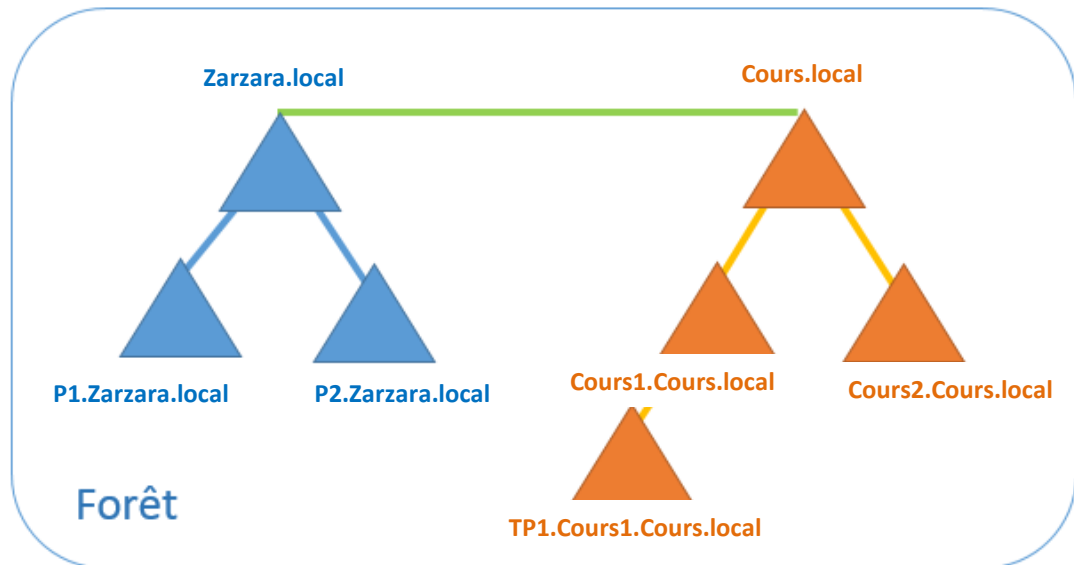 Zarzara.local
Cours.local
P1.Zarzara.local
P2.Zarzara.local
Cours1.Cours.local
Cours2.Cours.local
Forêt
TP1.Cours1.Cours.local